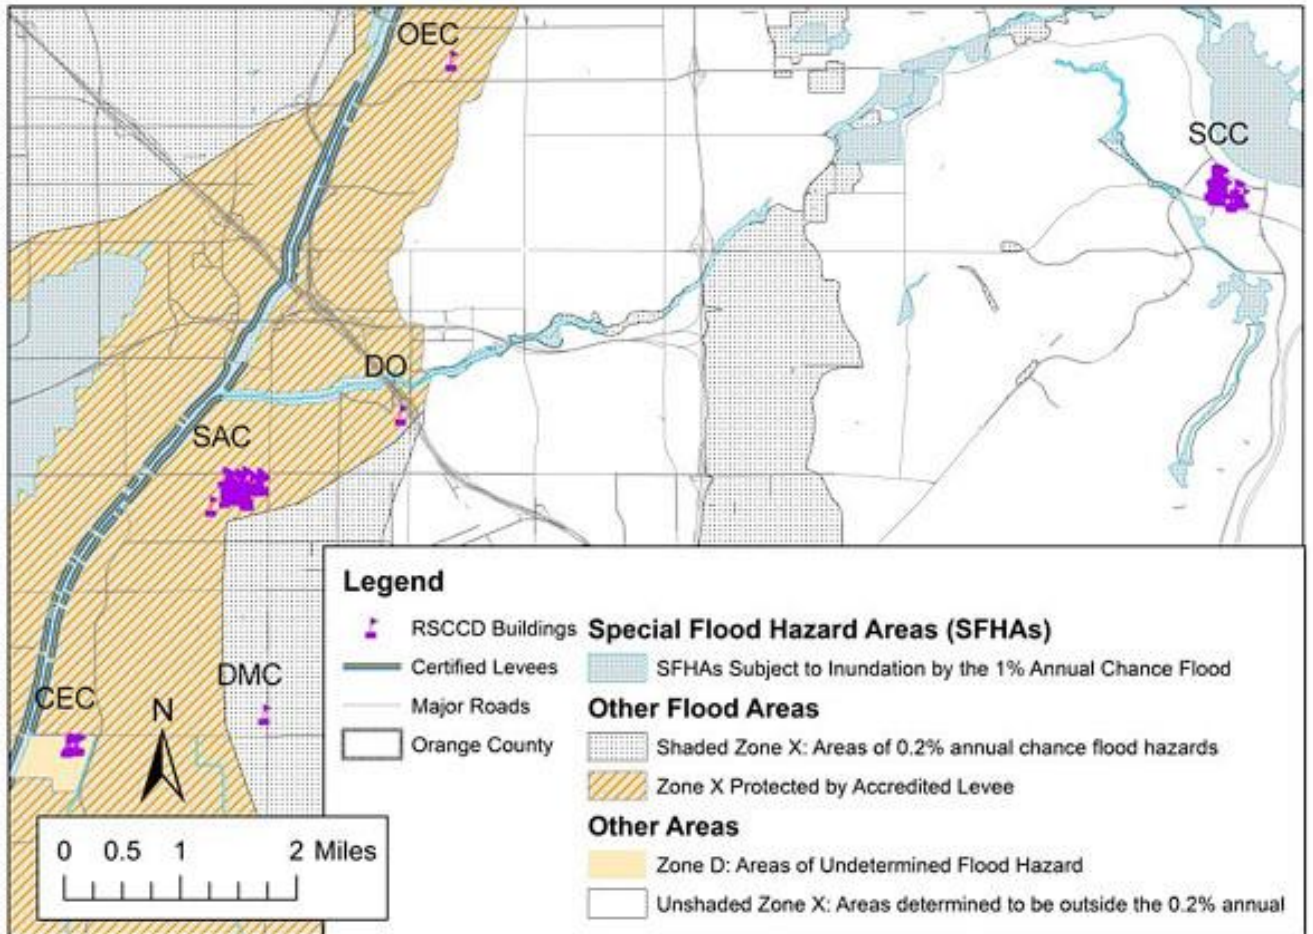 OEC
SCC
DO
SAC
DMC
CEC
N
Legend
RSCCD Buildings
Certified Levees
Major Roads
Orange County
Special Flood Hazard Areas (SFHAs)
SFHAs Subject to Inundation by the 1% Annual Chance Flood
Other Flood Areas
Shaded Zone X: Areas of 0.2% annual chance flood hazards
Zone X Protected by Accredited Levee
Other Areas
Zone D: Areas of Undetermined Flood Hazard
Unshaded Zone X: Areas determined to be outside the 0.2% annual
0 0.5 1 2 Miles